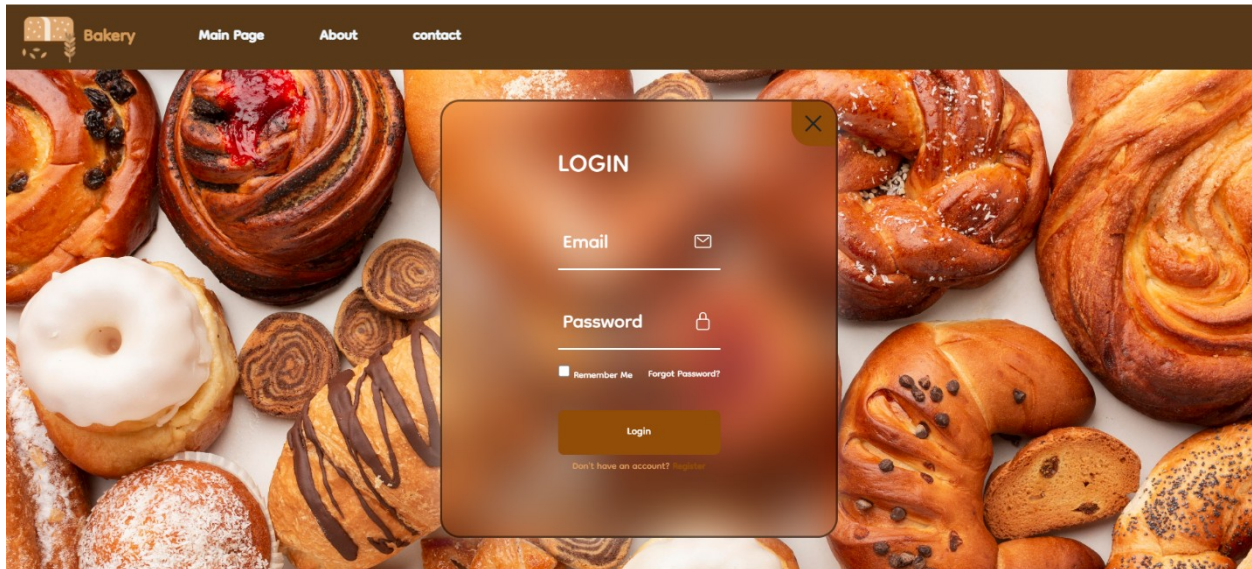 Bakery Main Page About contact
LOGIN
Email
Password
Remember Me Forgot Password?
Login
Don't have an account? Register